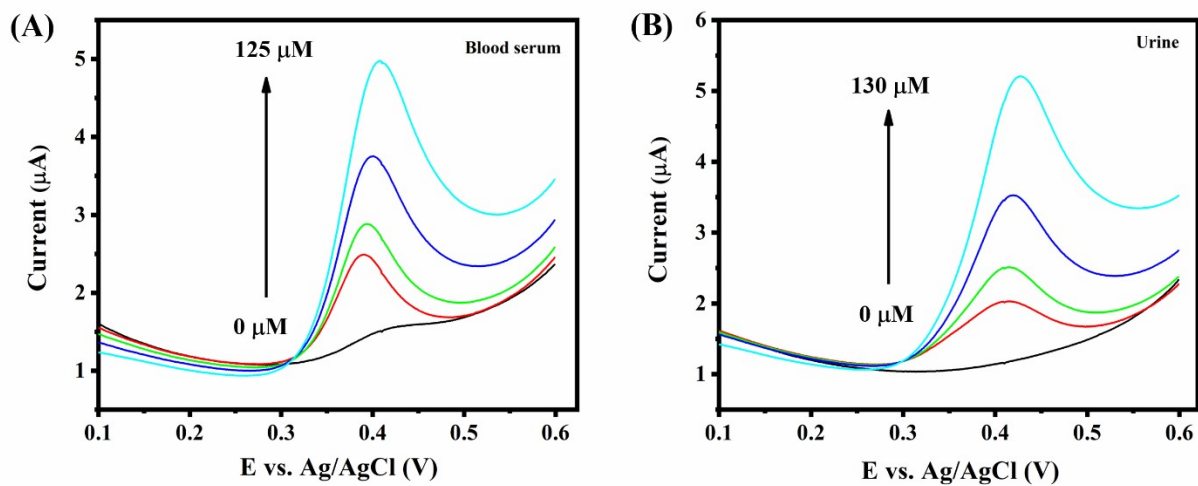 (A)
125 μM
Blood serum
0 μM
5
4
3
2
1
Current (μA)
0.1 0.2 0.3 0.4 0.5 0.6
E vs. Ag/AgCl (V)
(B)
Urine
130 μM
0 μM
6
5
4
3
2
1
Current (μA)
0.1 0.2 0.3 0.4 0.5 0.6
E vs. Ag/AgCl (V)